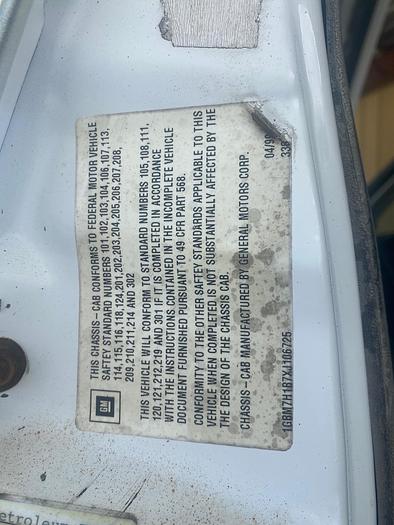 GM
THIS CHASSIS-CAB CONFORMS TO FEDERAL MOTOR VEHICLE
SAFTEY STANDARD NUMBERS 101,102,103,104,106,107,113,
114,115,116,118,124,201,202,203,204,205,206,207,208,
209,210,211,214 AND 302
THIS VEHICLE WILL CONFORM TO STANDARD NUMBERS 105,108,111,
120,121,212,219 AND 301 IF IT IS COMPLETED IN ACCORDANCE
WITH THE INSTRUCTIONS CONTAINED IN THE INCOMPLETE VEHICLE
DOCUMENT FURNISHED PURSUANT TO 49 CFR PART 568.
CONFORMITY TO THE OTHER SAFTEY STANDARDS APPLICABLE TO THIS
VEHICLE WHEN COMPLETED IS NOT SUBSTANTIALLY AFFECTED BY THE
THE DESIGN OF THE CHASSIS CAB.
CHASSIS-CAB MANUFACTURED BY GENERAL MOTORS CORP.
04/99